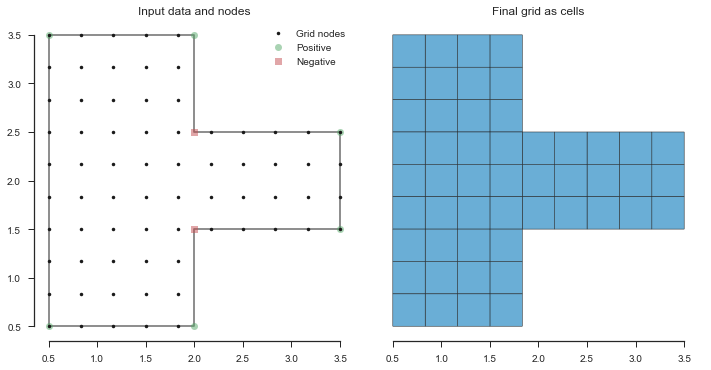 Input data and nodes
Final grid as cells
Grid nodes
Positive
Negative
3.5
3.0
2.5
2.0
1.5
1.0
0.5
0.5 1.0 1.5 2.0 2.5 3.0 3.5
0.5 1.0 1.5 2.0 2.5 3.0 3.5